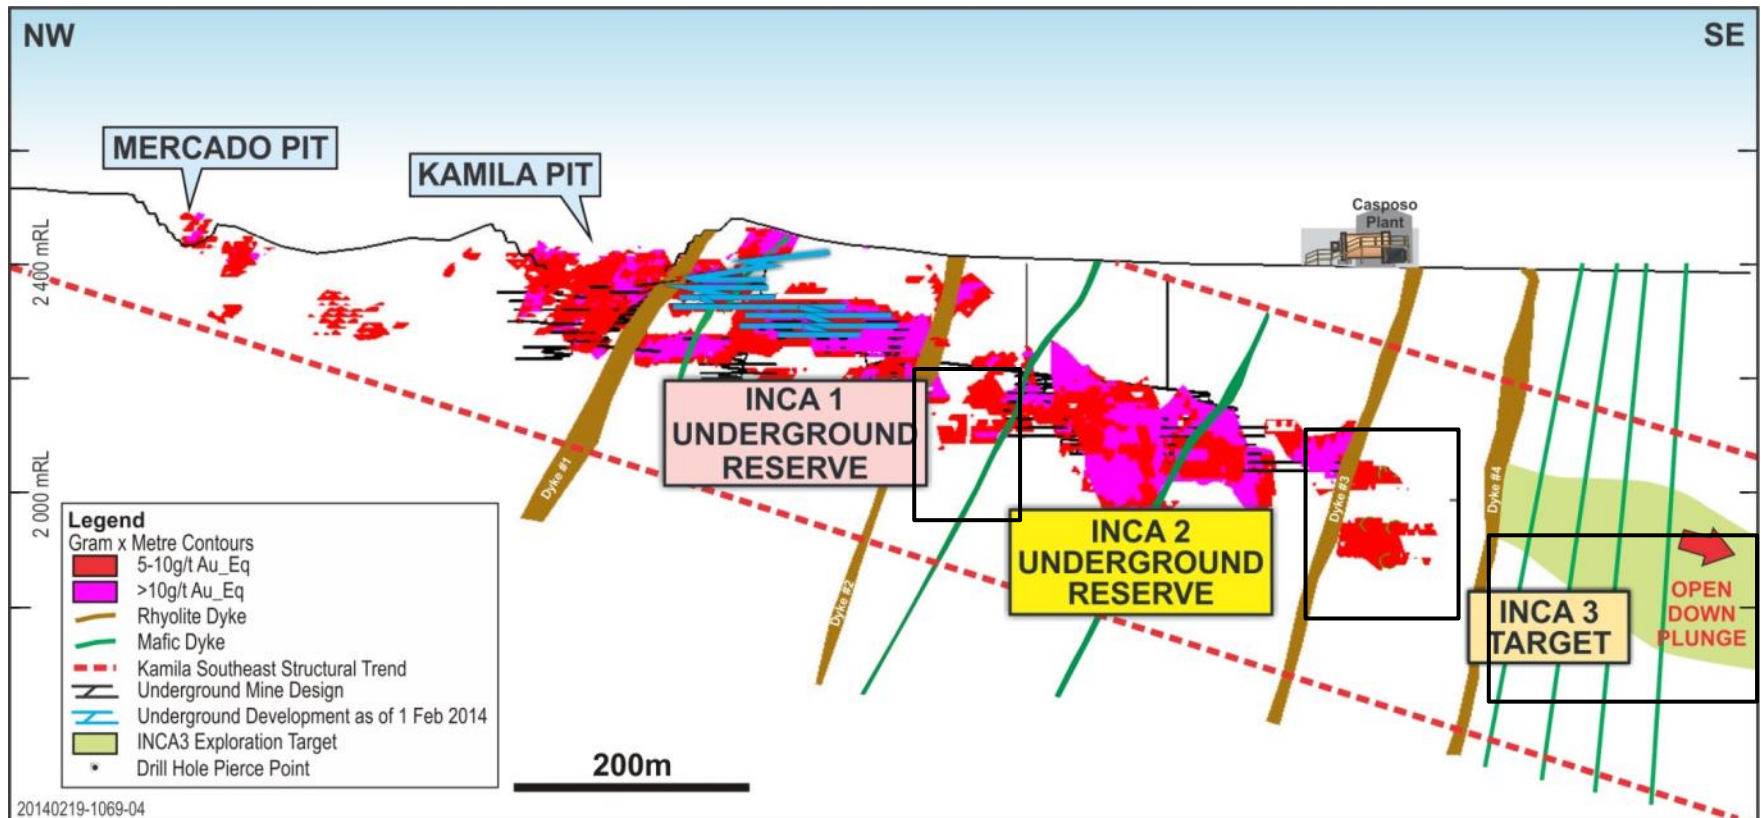 NW
SE
MERCADO PIT
KAMILA PIT
Casposo
Plant
2 400 mRL
2 000 mRL
INCA 1
UNDERGROUND
RESERVE
INCA 2
UNDERGROUND
RESERVE
INCA 3
TARGET
OPEN
DOWN
PLUNGE
Dyke #1
Dyke #2
Dyke #3
Dyke #4
Legend
Gram x Metre Contours
5-10g/t Au_Eq
>10g/t Au_Eq
Rhyolite Dyke
Mafic Dyke
Kamila Southeast Structural Trend
Underground Mine Design
Underground Development as of 1 Feb 2014
INCA3 Exploration Target
Drill Hole Pierce Point
200m
20140219-1069-04